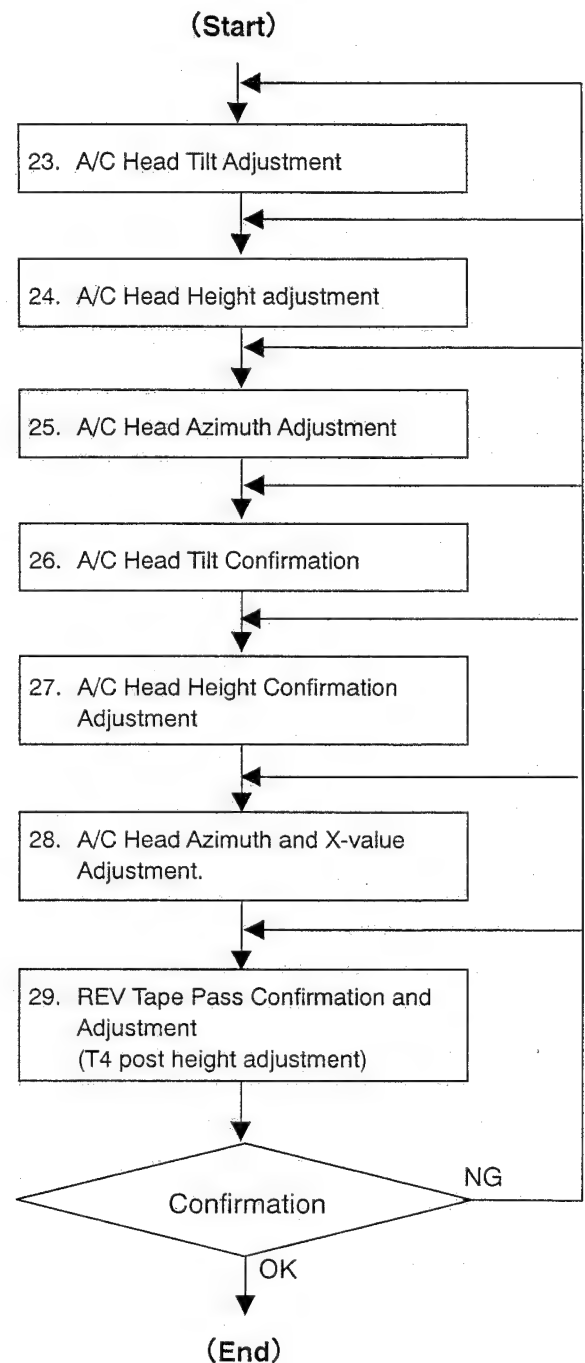 (Start)
23. A/C Head Tilt Adjustment
24. A/C Head Height adjustment
25. A/C Head Azimuth Adjustment
26. A/C Head Tilt Confirmation
27. A/C Head Height Confirmation
Adjustment
28. A/C Head Azimuth and X-value
Adjustment.
29. REV Tape Pass Confirmation and
Adjustment
(T4 post height adjustment)
Confirmation
NG
OK
(End)